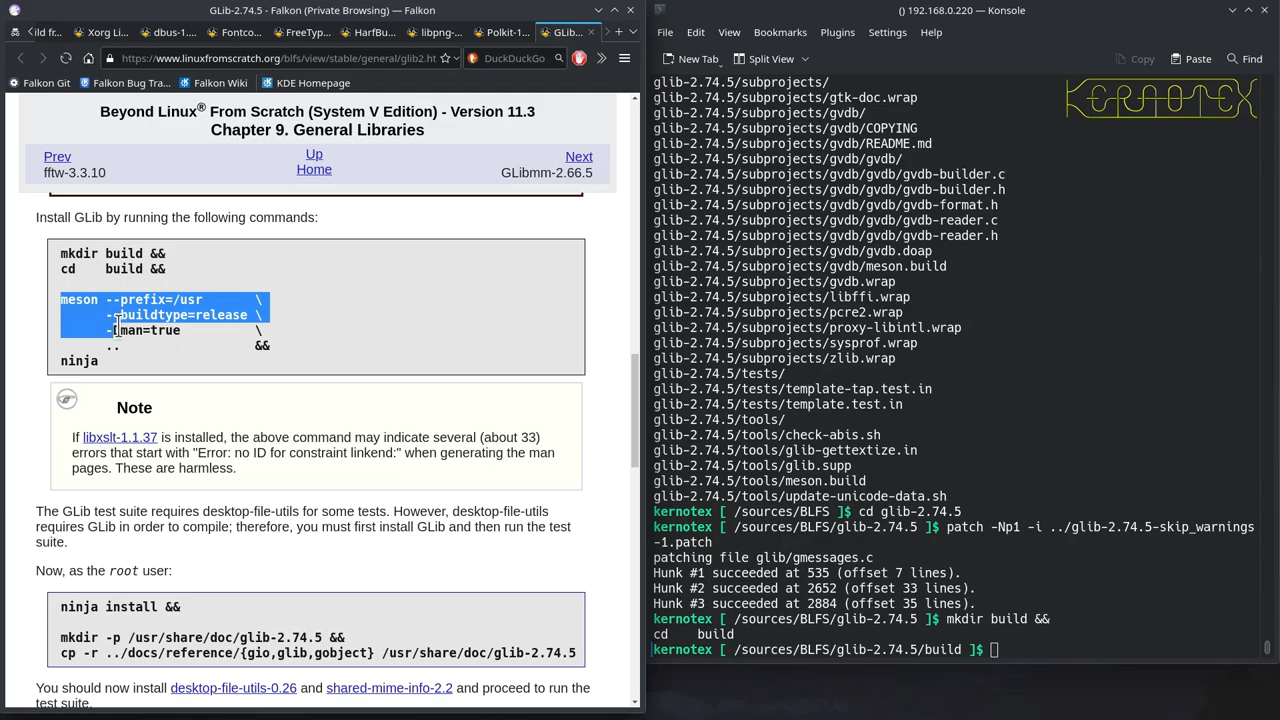 GLib-2.74.5 - Falkon (Private Browsing) — Falkon
ild fr...
Xorg Li...
dbus-1...
Fontco...
FreeTyp...
HarfBu...
libpng-...
Polkit-1...
GLib...
https://www.linuxfromscratch.org/blfs/view/stable/general/glib2.ht
DuckDuckGo
Falkon Git
Falkon Bug Tra...
Falkon Wiki
KDE Homepage
Beyond Linux® From Scratch (System V Edition) - Version 11.3
Chapter 9. General Libraries
Prev
Up
Next
fftw-3.3.10
Home
GLibmm-2.66.5
Install GLib by running the following commands:
mkdir build &&
cd    build &&
meson --prefix=/usr       \
      --buildtype=release \
      -Dman=true          \
      ..                  &&
ninja
Note
If libxslt-1.1.37 is installed, the above command may indicate several (about 33)
errors that start with "Error: no ID for constraint linkend:" when generating the man
pages. These are harmless.
The GLib test suite requires desktop-file-utils for some tests. However, desktop-file-utils
requires GLib in order to compile; therefore, you must first install GLib and then run the test
suite.
Now, as the root user:
ninja install &&
mkdir -p /usr/share/doc/glib-2.74.5 &&
cp -r ../docs/reference/{gio,glib,gobject} /usr/share/doc/glib-2.74.5
You should now install desktop-file-utils-0.26 and shared-mime-info-2.2 and proceed to run the
test suite.
() 192.168.0.220 — Konsole
File Edit View Bookmarks Plugins Settings Help
New Tab
Split View
Copy
Paste
Find
KERNOTEX
glib-2.74.5/subprojects/
glib-2.74.5/subprojects/gtk-doc.wrap
glib-2.74.5/subprojects/gvdb/
glib-2.74.5/subprojects/gvdb/COPYING
glib-2.74.5/subprojects/gvdb/README.md
glib-2.74.5/subprojects/gvdb/gvdb/
glib-2.74.5/subprojects/gvdb/gvdb/gvdb-builder.c
glib-2.74.5/subprojects/gvdb/gvdb/gvdb-builder.h
glib-2.74.5/subprojects/gvdb/gvdb/gvdb-format.h
glib-2.74.5/subprojects/gvdb/gvdb/gvdb-reader.c
glib-2.74.5/subprojects/gvdb/gvdb/gvdb-reader.h
glib-2.74.5/subprojects/gvdb/gvdb.doap
glib-2.74.5/subprojects/gvdb/meson.build
glib-2.74.5/subprojects/gvdb.wrap
glib-2.74.5/subprojects/libffi.wrap
glib-2.74.5/subprojects/pcre2.wrap
glib-2.74.5/subprojects/proxy-libintl.wrap
glib-2.74.5/subprojects/sysprof.wrap
glib-2.74.5/subprojects/zlib.wrap
glib-2.74.5/tests/
glib-2.74.5/tests/template-tap.test.in
glib-2.74.5/tests/template.test.in
glib-2.74.5/tools/
glib-2.74.5/tools/check-abis.sh
glib-2.74.5/tools/glib-gettextize.in
glib-2.74.5/tools/glib.supp
glib-2.74.5/tools/meson.build
glib-2.74.5/tools/update-unicode-data.sh
kernotex [ /sources/BLFS ]$ cd glib-2.74.5
kernotex [ /sources/BLFS/glib-2.74.5 ]$ patch -Np1 -i ../glib-2.74.5-skip_warnings
-1.patch
patching file glib/gmessages.c
Hunk #1 succeeded at 535 (offset 7 lines).
Hunk #2 succeeded at 2652 (offset 33 lines).
Hunk #3 succeeded at 2884 (offset 35 lines).
kernotex [ /sources/BLFS/glib-2.74.5 ]$ mkdir build &&
cd    build
kernotex [ /sources/BLFS/glib-2.74.5/build ]$